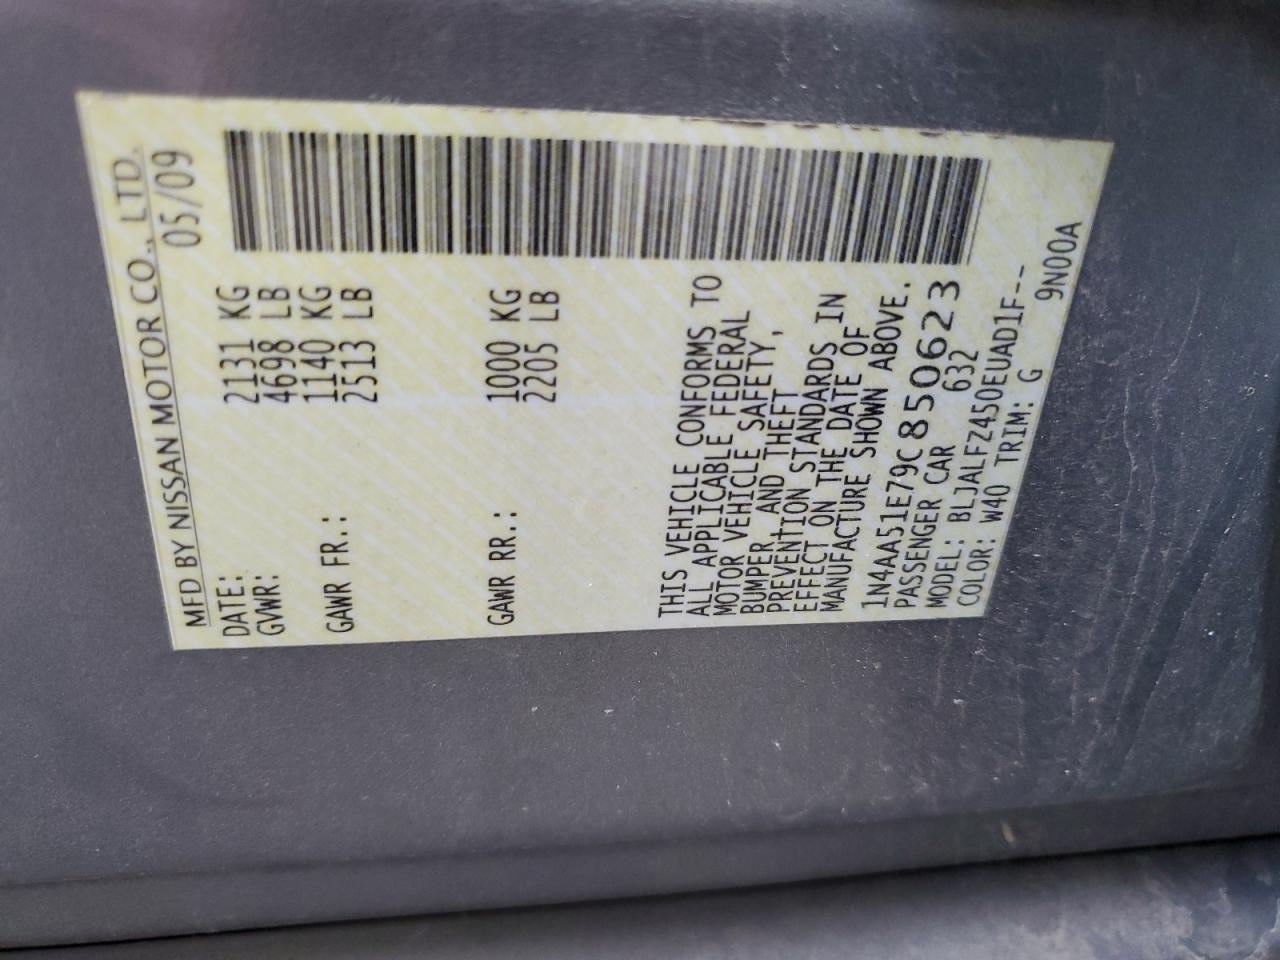 MFD BY NISSAN MOTOR CO., LTD.
DATE: 05/09
GVWR: 2131 KG
4698 LB
GAWR FR.: 1140 KG
2513 LB
GAWR RR.: 1000 KG
2205 LB
THIS VEHICLE CONFORMS TO
ALL APPLICABLE FEDERAL
MOTOR VEHICLE SAFETY,
BUMPER, AND THEFT
PREVENTION STANDARDS IN
EFFECT ON THE DATE OF
MANUFACTURE SHOWN ABOVE.
1N4AA51E79C850623
PASSENGER CAR 632
MODEL: BLJALFZ450EUAD1F--
COLOR: W40 TRIM: G 9N00A